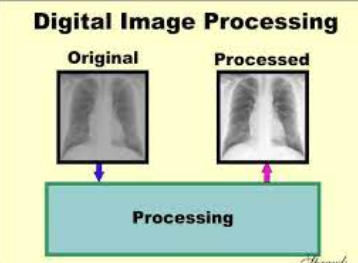 Digital Image Processing
Original
Processed
Processing